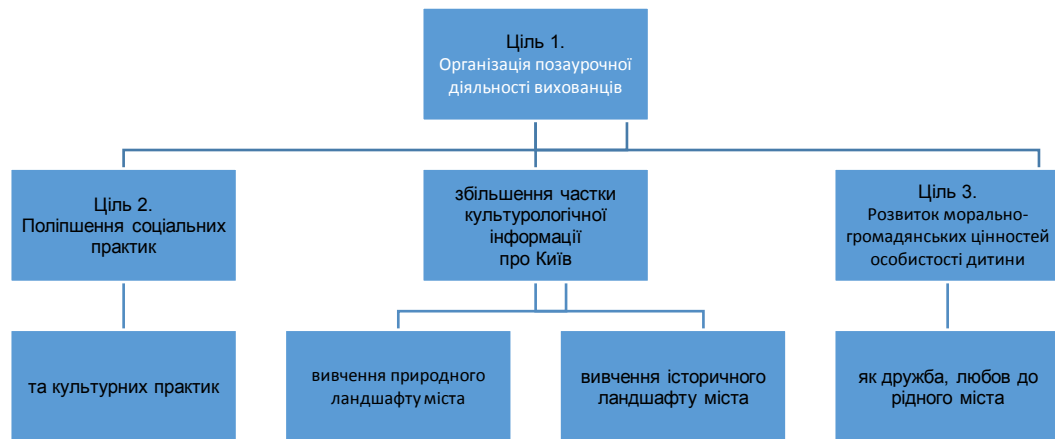 Ціль 1.
Організація позаурочної
діяльності вихованців
Ціль 2.
Поліпшення соціальних
практик
збільшення частки
культурологічної
інформації
про Київ
Ціль 3.
Розвиток морально-
громадянських цінностей
особистості дитини
та культурних практик
вивчення природного
ландшафту міста
вивчення історичного
ландшафту міста
як дружба, любов до
рідного міста